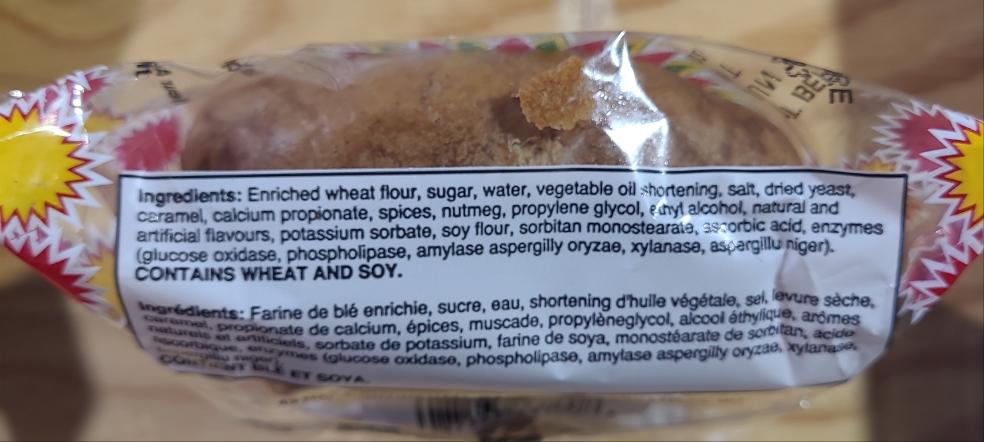 Ingredients: Enriched wheat flour, sugar, water, vegetable oil shortening, salt, dried yeast,
caramel, calcium propionate, spices, nutmeg, propylene glycol, ethyl alcohol, natural and
artificial flavours, potassium sorbate, soy flour, sorbitan monostearate, ascorbic acid, enzymes
(glucose oxidase, phospholipase, amylase aspergilly oryzae, xylanase, aspergillu niger).
CONTAINS WHEAT AND SOY.
Ingrédients: Farine de blé enrichie, sucre, eau, shortening d'huile végétale, sel, levure sèche,
caramel, propionate de calcium, épices, muscade, propylèneglycol, alcool éthylique, arômes
naturels et artificiels, sorbate de potassium, farine de soya, monostéarate de sorbitan, acide
ascorbique, enzymes (glucose oxidase, phospholipase, amylase aspergilly oryzae, xylanase,
niger).
CONTIENT BLÉ ET SOYA.